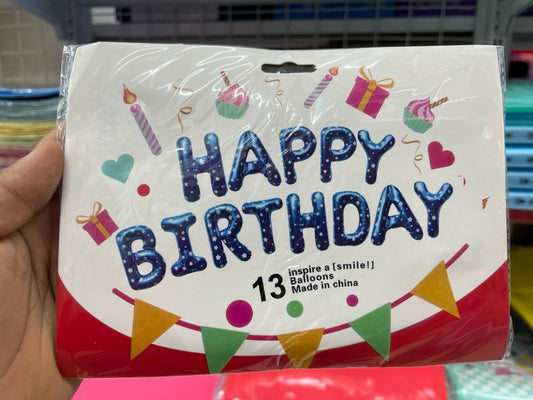 HAPPY
BIRTHDAY
13 inspire a [smile!]
Balloons
Made in china